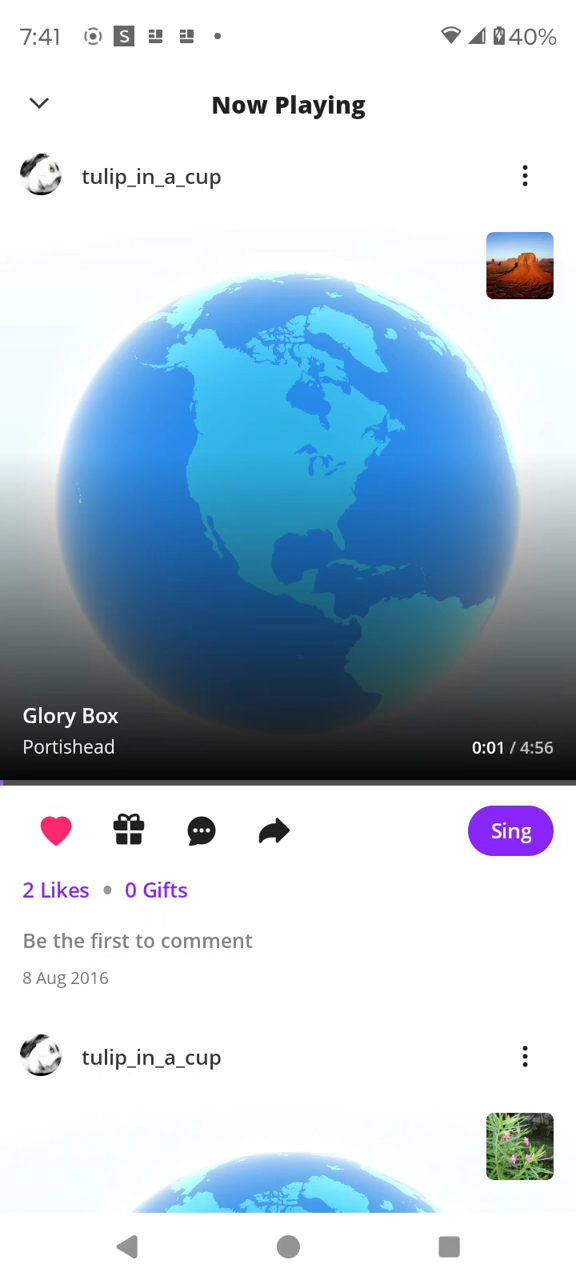 7:41
S
40%
Now Playing
tulip_in_a_cup
Glory Box
Portishead
0:01 / 4:56
Sing
2 Likes • 0 Gifts
Be the first to comment
8 Aug 2016
tulip_in_a_cup